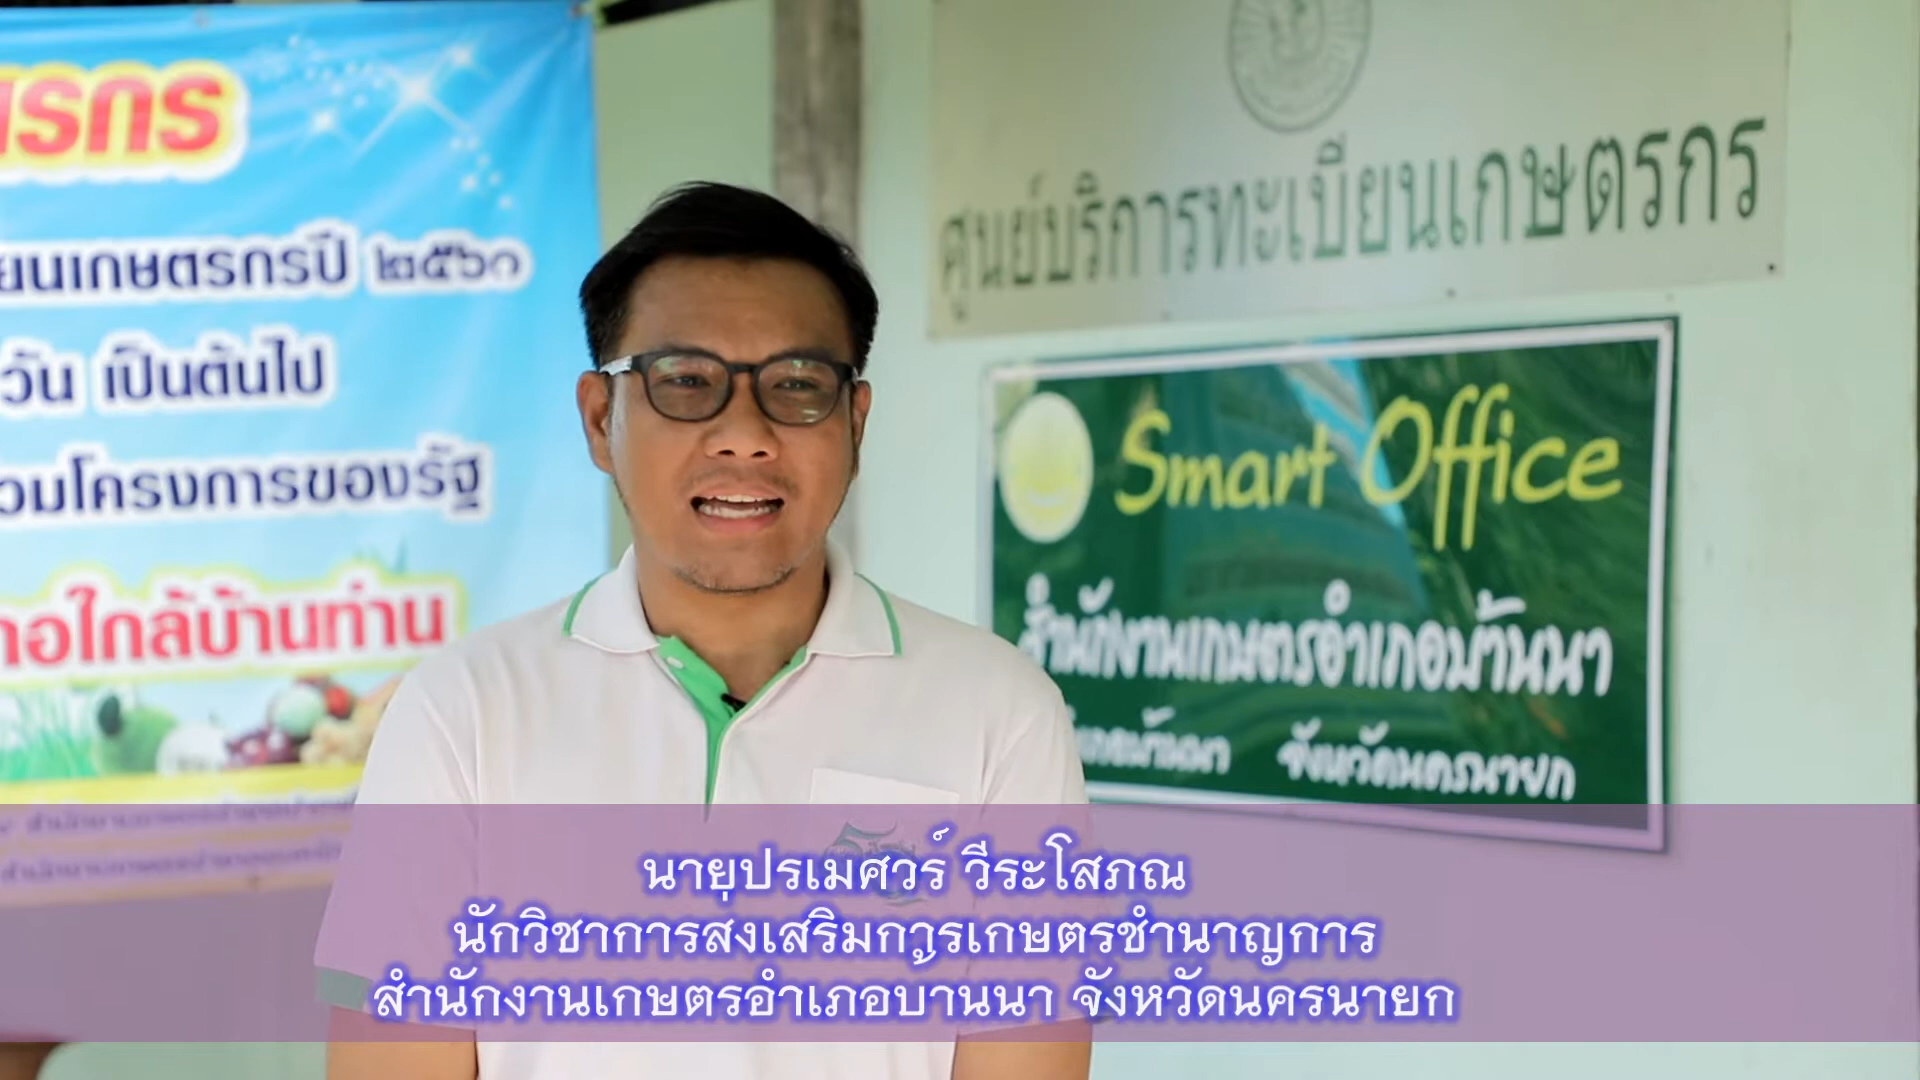 ศูนย์บริการทะเบียนเกษตรกร
ยนเกษตรกรปี ๒๕๖๑
วัน เป็นต้นไป
วมโครงการของรัฐ
ใกล้บ้านท่าน
Smart Office
สำนักงานเกษตรอำเภอบ้านนา
จังหวัดนครนายก
นายปรเมศวร์ วีระโสภณ
นักวิชาการส่งเสริมการเกษตรชำนาญการ
สำนักงานเกษตรอำเภอบ้านนา จังหวัดนครนายก